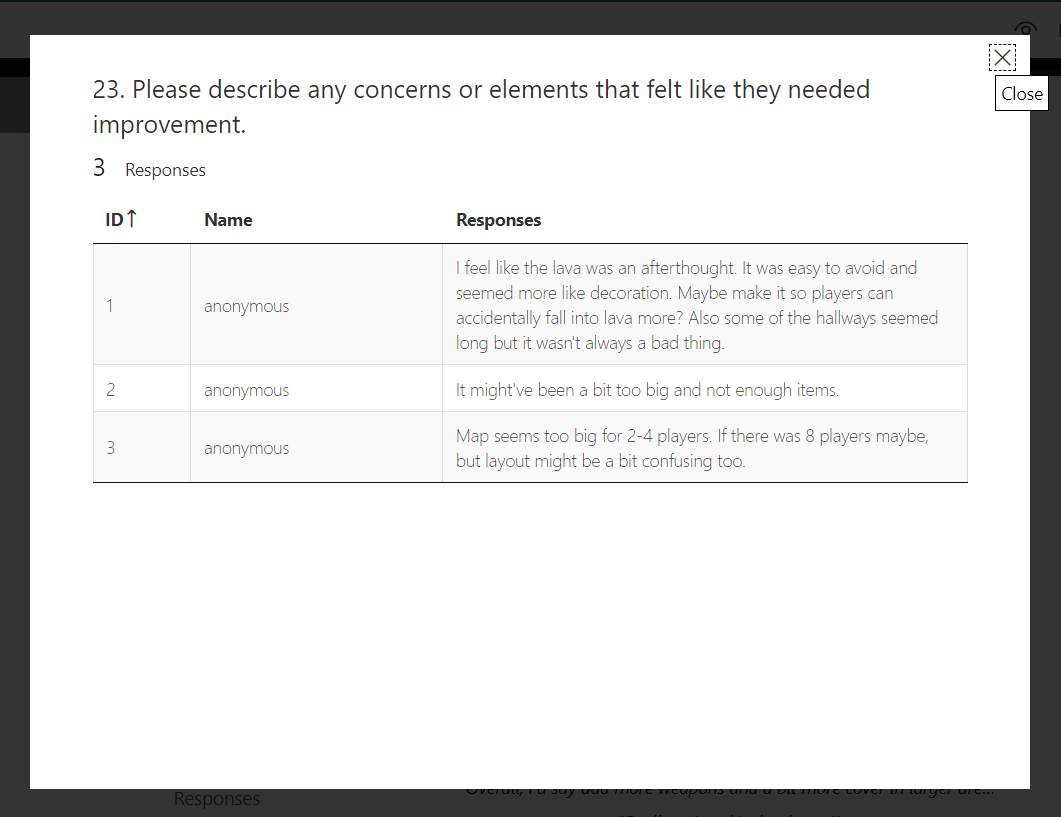 Close
23. Please describe any concerns or elements that felt like they needed
improvement.
3 Responses
ID↑ Name Responses
1 anonymous I feel like the lava was an afterthought. It was easy to avoid and
seemed more like decoration. Maybe make it so players can
accidentally fall into lava more? Also some of the hallways seemed
long but it wasn't always a bad thing.
2 anonymous It might've been a bit too big and not enough items.
3 anonymous Map seems too big for 2-4 players. If there was 8 players maybe,
but layout might be a bit confusing too.
Responses
Overall, I'd say add more weapons and a bit more cover in larger are...